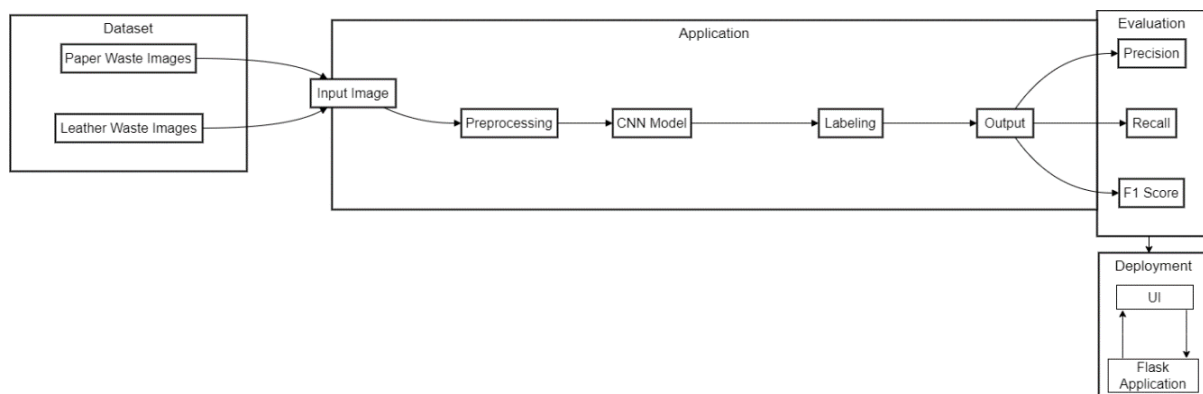 Dataset
Paper Waste Images
Leather Waste Images
Application
Input Image
Preprocessing
CNN Model
Labeling
Output
Evaluation
Precision
Recall
F1 Score
Deployment
UI
Flask
Application